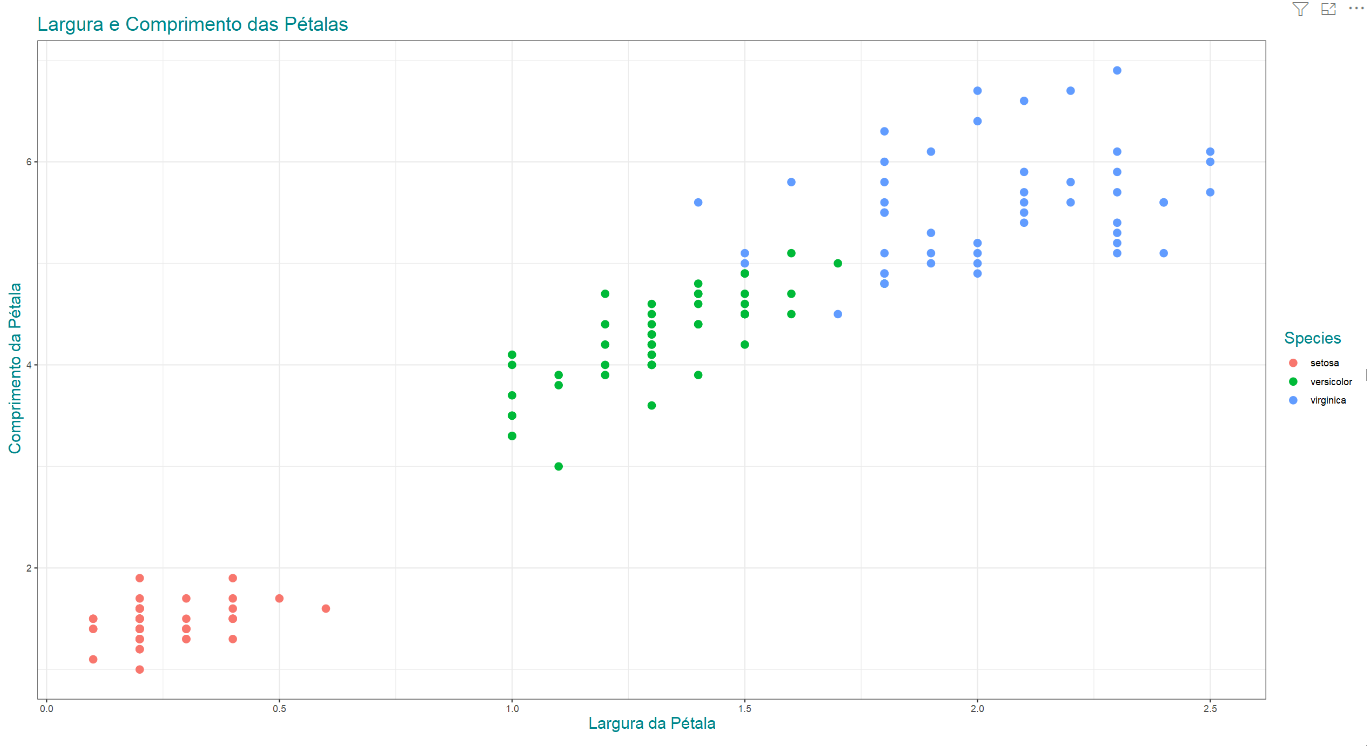 Largura e Comprimento das Pétalas
Comprimento da Pétala
6
4
2
0.0
0.5
1.0
1.5
2.0
2.5
Largura da Pétala
Species
setosa
versicolor
virginica